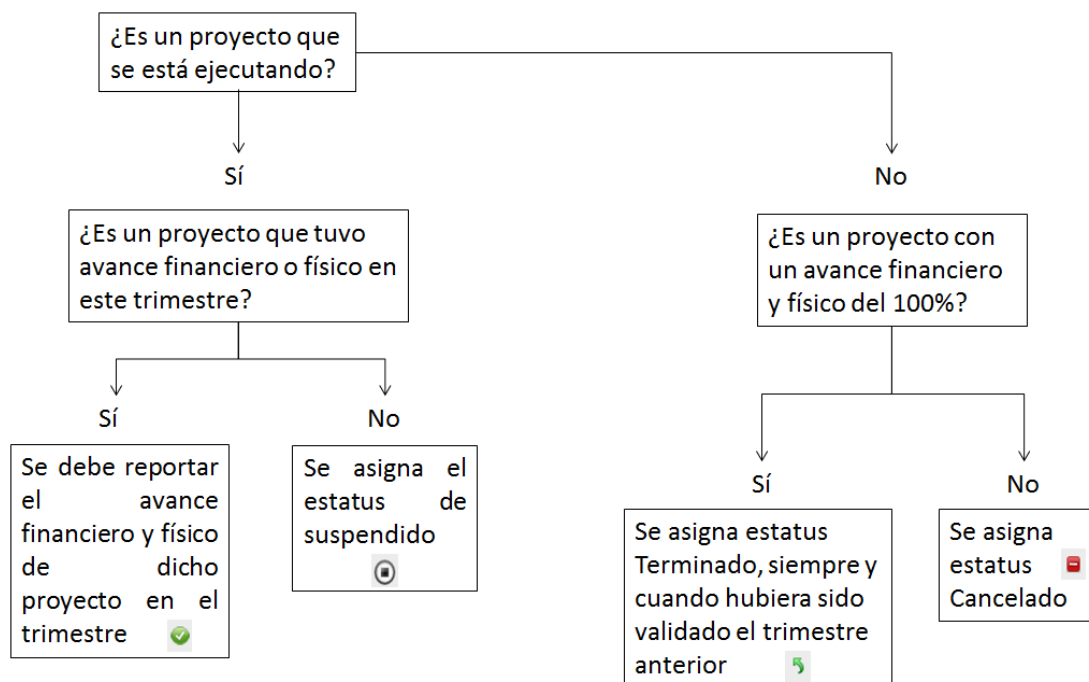 ¿Es un proyecto que
se está ejecutando?
Sí
No
¿Es un proyecto que tuvo
avance financiero o físico en
este trimestre?
¿Es un proyecto con
un avance financiero
y físico del 100%?
Sí
No
Sí
No
Se debe reportar
el avance
financiero y físico
de dicho
proyecto en el
trimestre
Se asigna el
estatus de
suspendido
Se asigna estatus
Terminado, siempre y
cuando hubiera sido
validado el trimestre
anterior
Se asigna
estatus
Cancelado